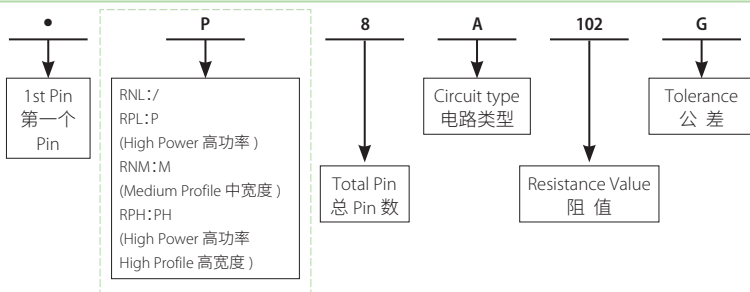 • P 8 A 102 G
1st Pin
第一个
Pin
RNL:/
RPL:P
(High Power 高功率 )
RNM:M
(Medium Profile 中宽度 )
RPH:PH
(High Power 高功率
High Profile 高宽度 )
Total Pin
总 Pin 数
Circuit type
电路类型
Resistance Value
阻 值
Tolerance
公 差